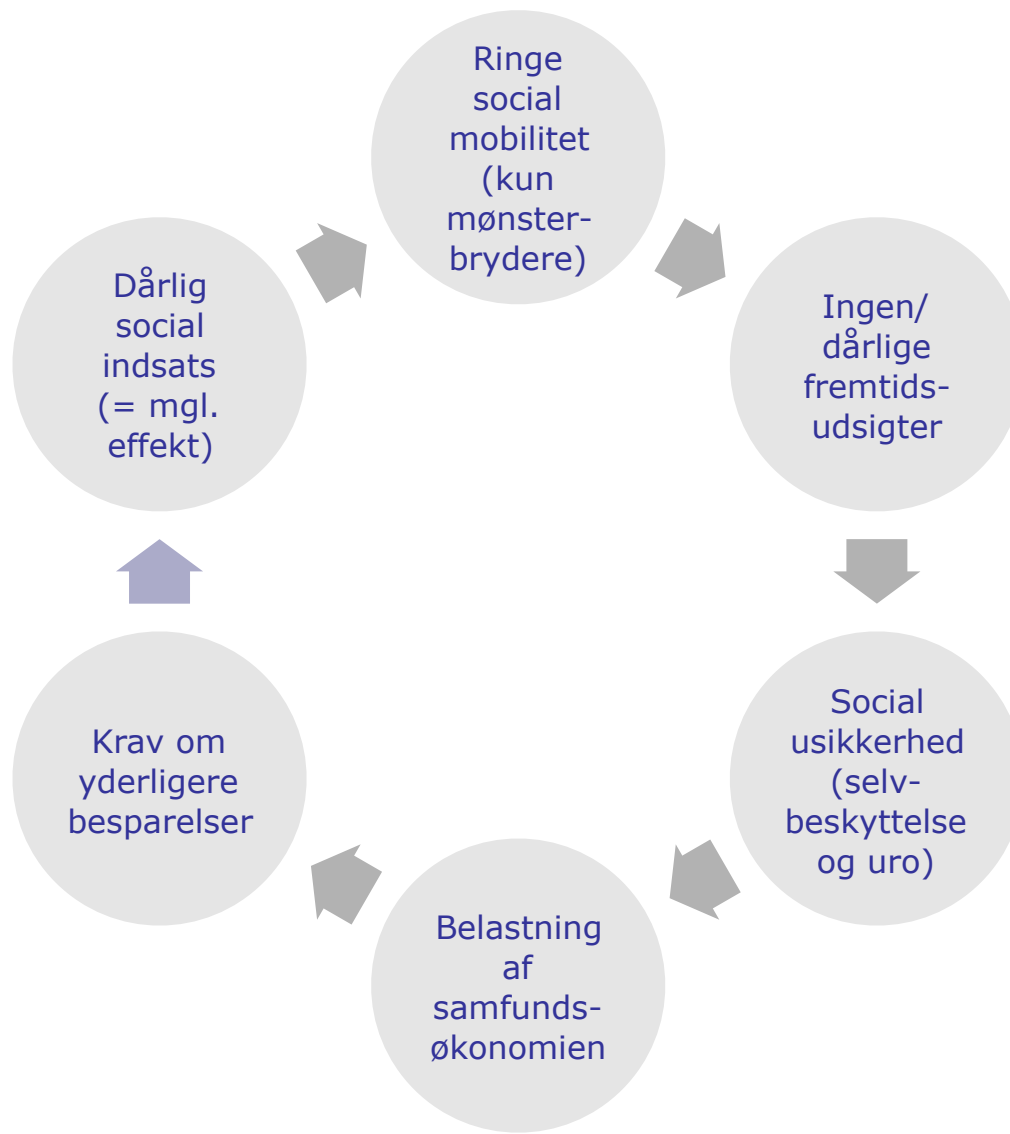 Ringe
social
mobilitet
(kun
mønster-
brydere)
Ingen/
dårlige
fremtids-
udsigter
Social
usikkerhed
(selv-
beskyttelse
og uro)
Belastning
af
samfunds-
økonomien
Krav om
yderligere
besparelser
Dårlig
social
indsats
(= mgl.
effekt)